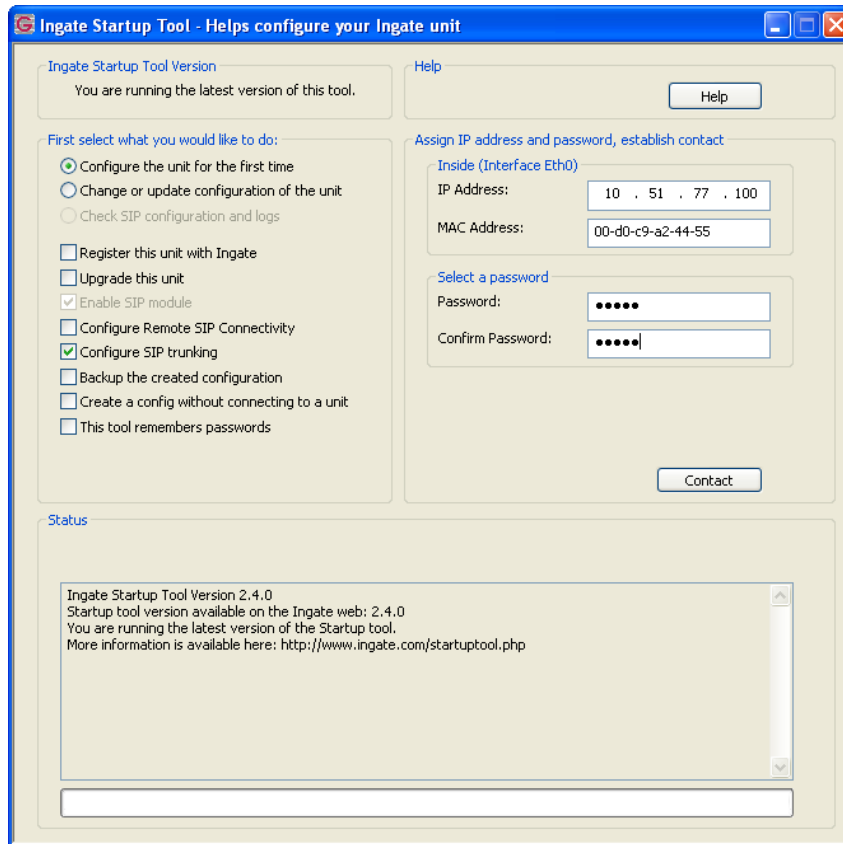 Ingate Startup Tool - Helps configure your Ingate unit
Ingate Startup Tool Version
You are running the latest version of this tool.
Help
Help
First select what you would like to do:
Configure the unit for the first time
Change or update configuration of the unit
Check SIP configuration and logs
Register this unit with Ingate
Upgrade this unit
Enable SIP module
Configure Remote SIP Connectivity
Configure SIP trunking
Backup the created configuration
Create a config without connecting to a unit
This tool remembers passwords
Assign IP address and password, establish contact
Inside (Interface Eth0)
IP Address:
10 . 51 . 77 . 100
MAC Address:
00-d0-c9-a2-44-55
Select a password
Password:
●●●●●
Confirm Password:
●●●●●
Contact
Status
Ingate Startup Tool Version 2.4.0
Startup tool version available on the Ingate web: 2.4.0
You are running the latest version of the Startup tool.
More information is available here: http://www.ingate.com/startuptool.php